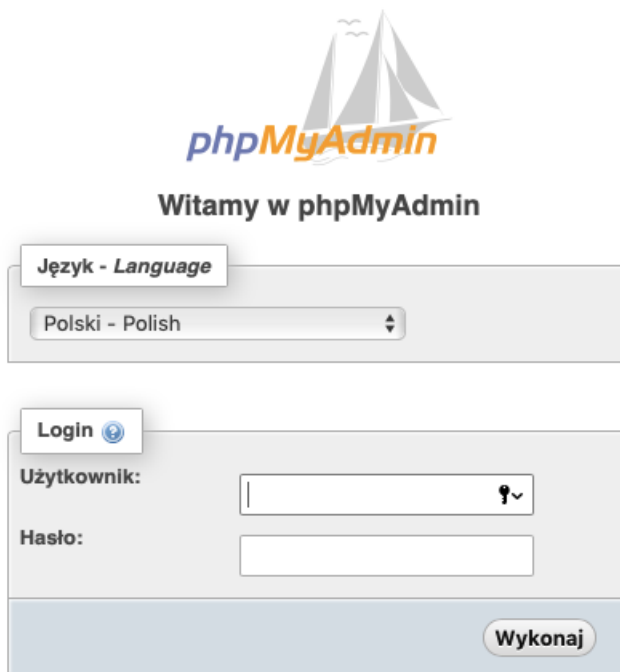 phpMyAdmin
Witamy w phpMyAdmin
Język - Language
Polski - Polish
Login
Użytkownik:
Hasło:
Wykonaj